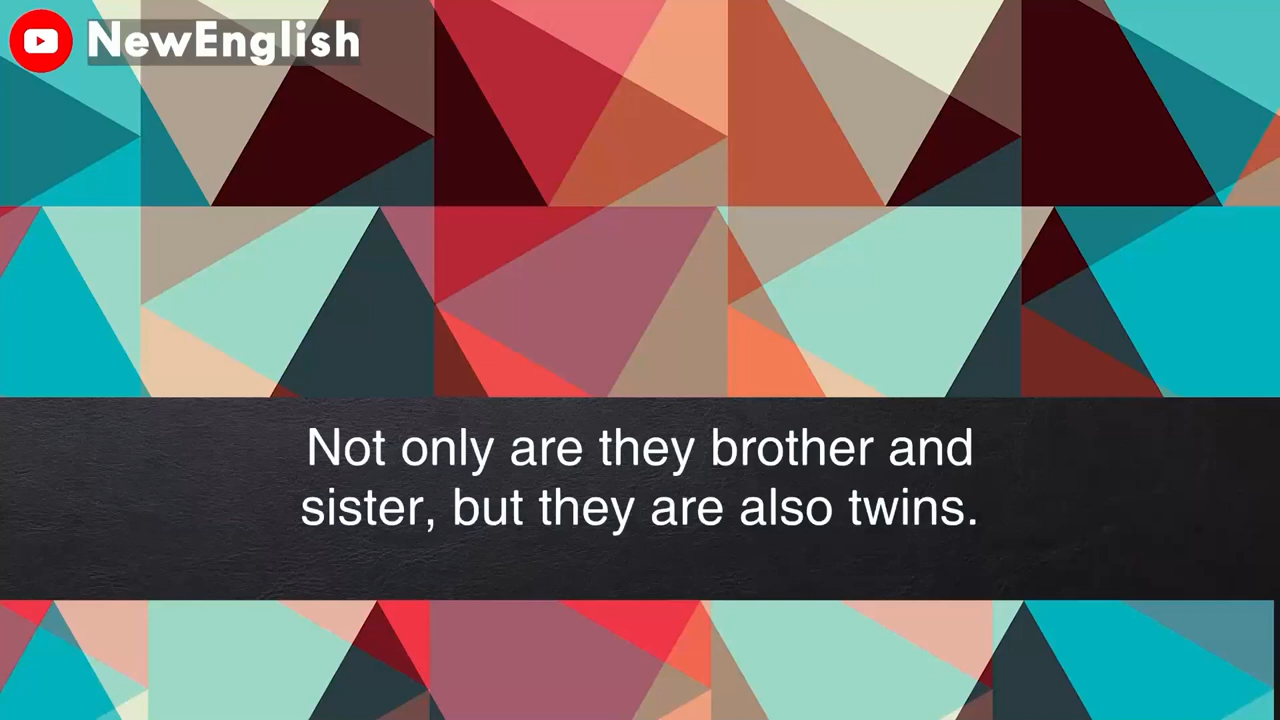 NewEnglish
Not only are they brother and
sister, but they are also twins.